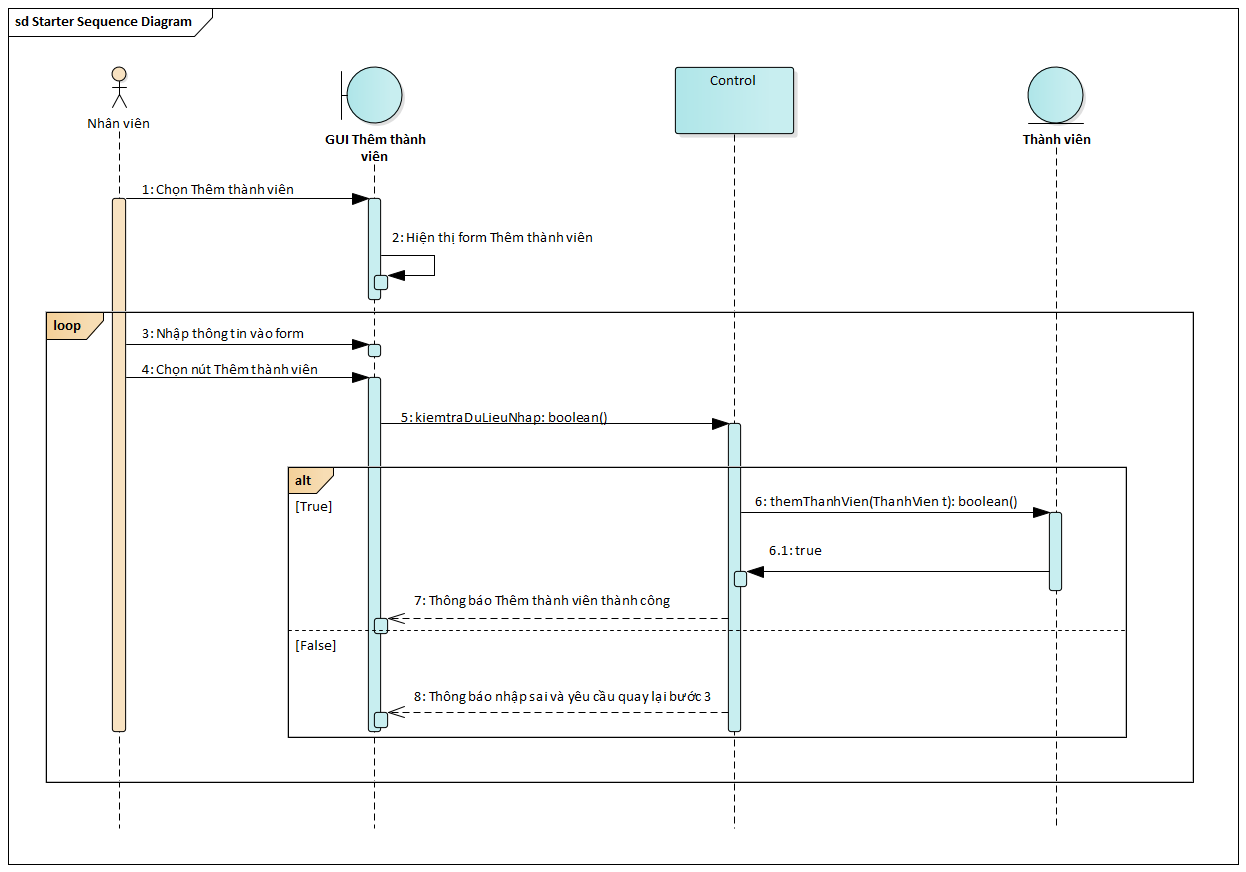 sd Starter Sequence Diagram
Nhân viên
GUI Thêm thành
viên
Control
Thành viên
1: Chọn Thêm thành viên
2: Hiện thị form Thêm thành viên
loop
3: Nhập thông tin vào form
4: Chọn nút Thêm thành viên
5: kiemtraDuLieuNhap: boolean()
alt
[True]
6: themThanhVien(ThanhVien t): boolean()
6.1: true
7: Thông báo Thêm thành viên thành công
[False]
8: Thông báo nhập sai và yêu cầu quay lại bước 3